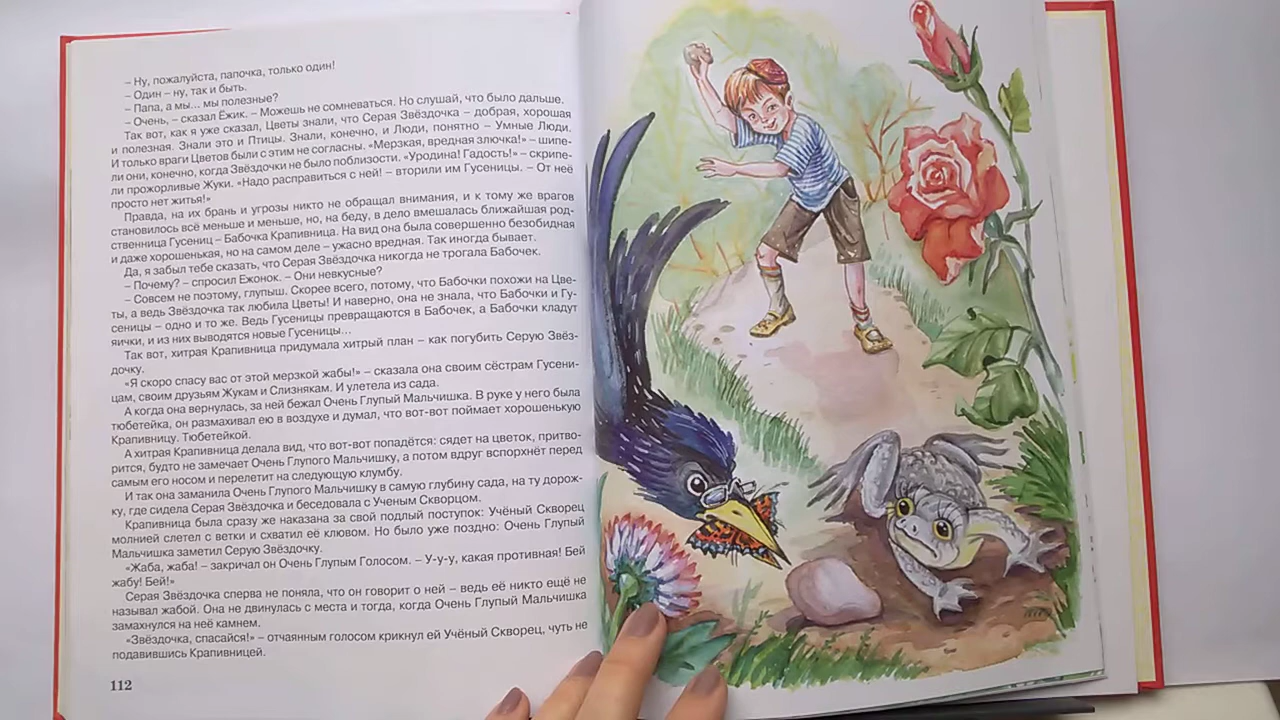 – Ну, пожалуйста, папочка, только один!
– Один – ну, так и быть.
– Папа, а мы... мы полезные?
– Очень, – сказал Ёжик. – Можешь не сомневаться. Но слушай, что было дальше.
Так вот, как я уже сказал, Цветы знали, что Серая Звёздочка – добрая, хорошая
и полезная. Знали это и Птицы. Знали, конечно, и Люди, понятно – Умные Люди.
И только враги Цветов были с этим не согласны. «Мерзкая, вредная злючка!» – шипе-
ли они, конечно, когда Звёздочки не было поблизости. «Уродина! Гадость!» – скрипе-
ли прожорливые Жуки. «Надо расправиться с ней! – вторили им Гусеницы. – От неё
просто нет житья!»
Правда, на их брань и угрозы никто не обращал внимания, и к тому же врагов
становилось всё меньше и меньше, но, на беду, в дело вмешалась ближайшая род-
ственница Гусениц – Бабочка Крапивница. На вид она была совершенно безобидная
и даже хорошенькая, но на самом деле – ужасно вредная. Так иногда бывает.
Да, я забыл тебе сказать, что Серая Звёздочка никогда не трогала Бабочек.
– Почему? – спросил Ежонок. – Они невкусные?
– Совсем не поэтому, глупыш. Скорее всего, потому, что Бабочки похожи на Цве-
ты, а ведь Звёздочка так любила Цветы! И наверно, она не знала, что Бабочки и Гу-
сеницы – одно и то же. Ведь Гусеницы превращаются в Бабочек, а Бабочки кладут
яички, и из них выводятся новые Гусеницы...
Так вот, хитрая Крапивница придумала хитрый план – как погубить Серую Звёз-
дочку.
«Я скоро спасу вас от этой мерзкой жабы!» – сказала она своим сёстрам Гусени-
цам, своим друзьям Жукам и Слизнякам. И улетела из сада.
А когда она вернулась, за ней бежал Очень Глупый Мальчишка. В руке у него была
тюбетейка, он размахивал ею в воздухе и думал, что вот-вот поймает хорошенькую
Крапивницу. Тюбетейкой.
А хитрая Крапивница делала вид, что вот-вот попадётся: сядет на цветок, притво-
рится, будто не замечает Очень Глупого Мальчишку, а потом вдруг вспорхнёт перед
самым его носом и перелетит на следующую клумбу.
И так она заманила Очень Глупого Мальчишку в самую глубину сада, на ту дорож-
ку, где сидела Серая Звёздочка и беседовала с Ученым Скворцом.
Крапивница была сразу же наказана за свой подлый поступок: Учёный Скворец
молнией слетел с ветки и схватил её клювом. Но было уже поздно: Очень Глупый
Мальчишка заметил Серую Звёздочку.
«Жаба, жаба! – закричал он Очень Глупым Голосом. – У-у-у, какая противная! Бей
жабу! Бей!»
Серая Звёздочка сперва не поняла, что он говорит о ней – ведь её никто ещё не
называл жабой. Она не двинулась с места и тогда, когда Очень Глупый Мальчишка
замахнулся на неё камнем.
«Звёздочка, спасайся!» – отчаянным голосом крикнул ей Учёный Скворец, чуть не
подавившись Крапивницей.
112